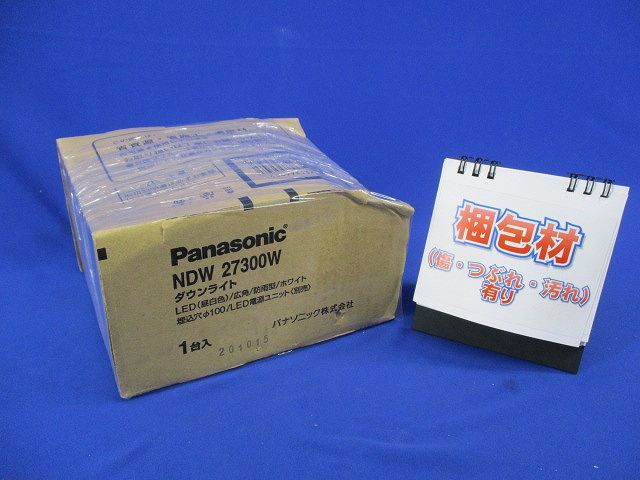 Panasonic
NDW 27300W
ダウンライト
LED(昼白色)/広角/防雨型/ホワイト
埋込穴φ100/LED電源ユニット(別売)
パナソニック株式会社
1台入
201015
梱包材
(傷・つぶれ・汚れ)
有り